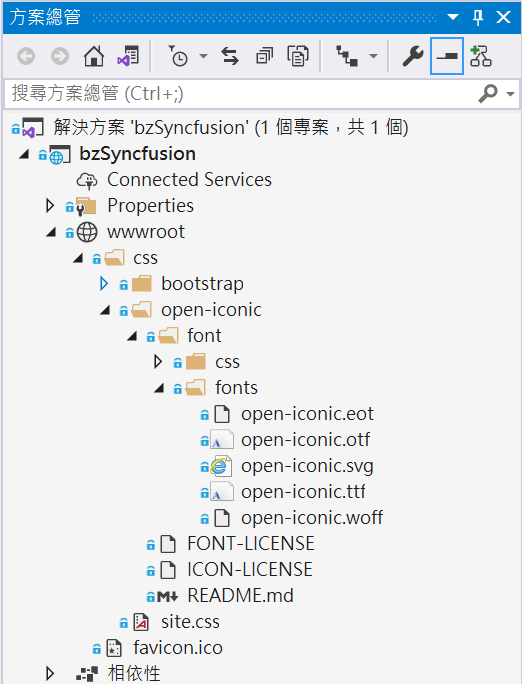 方案總管
搜尋方案總管 (Ctrl+;)
解決方案 'bzSyncfusion' (1 個專案，共 1 個)
bzSyncfusion
Connected Services
Properties
wwwroot
css
bootstrap
open-iconic
font
css
fonts
open-iconic.eot
open-iconic.otf
open-iconic.svg
open-iconic.ttf
open-iconic.woff
FONT-LICENSE
ICON-LICENSE
README.md
site.css
favicon.ico
相依性